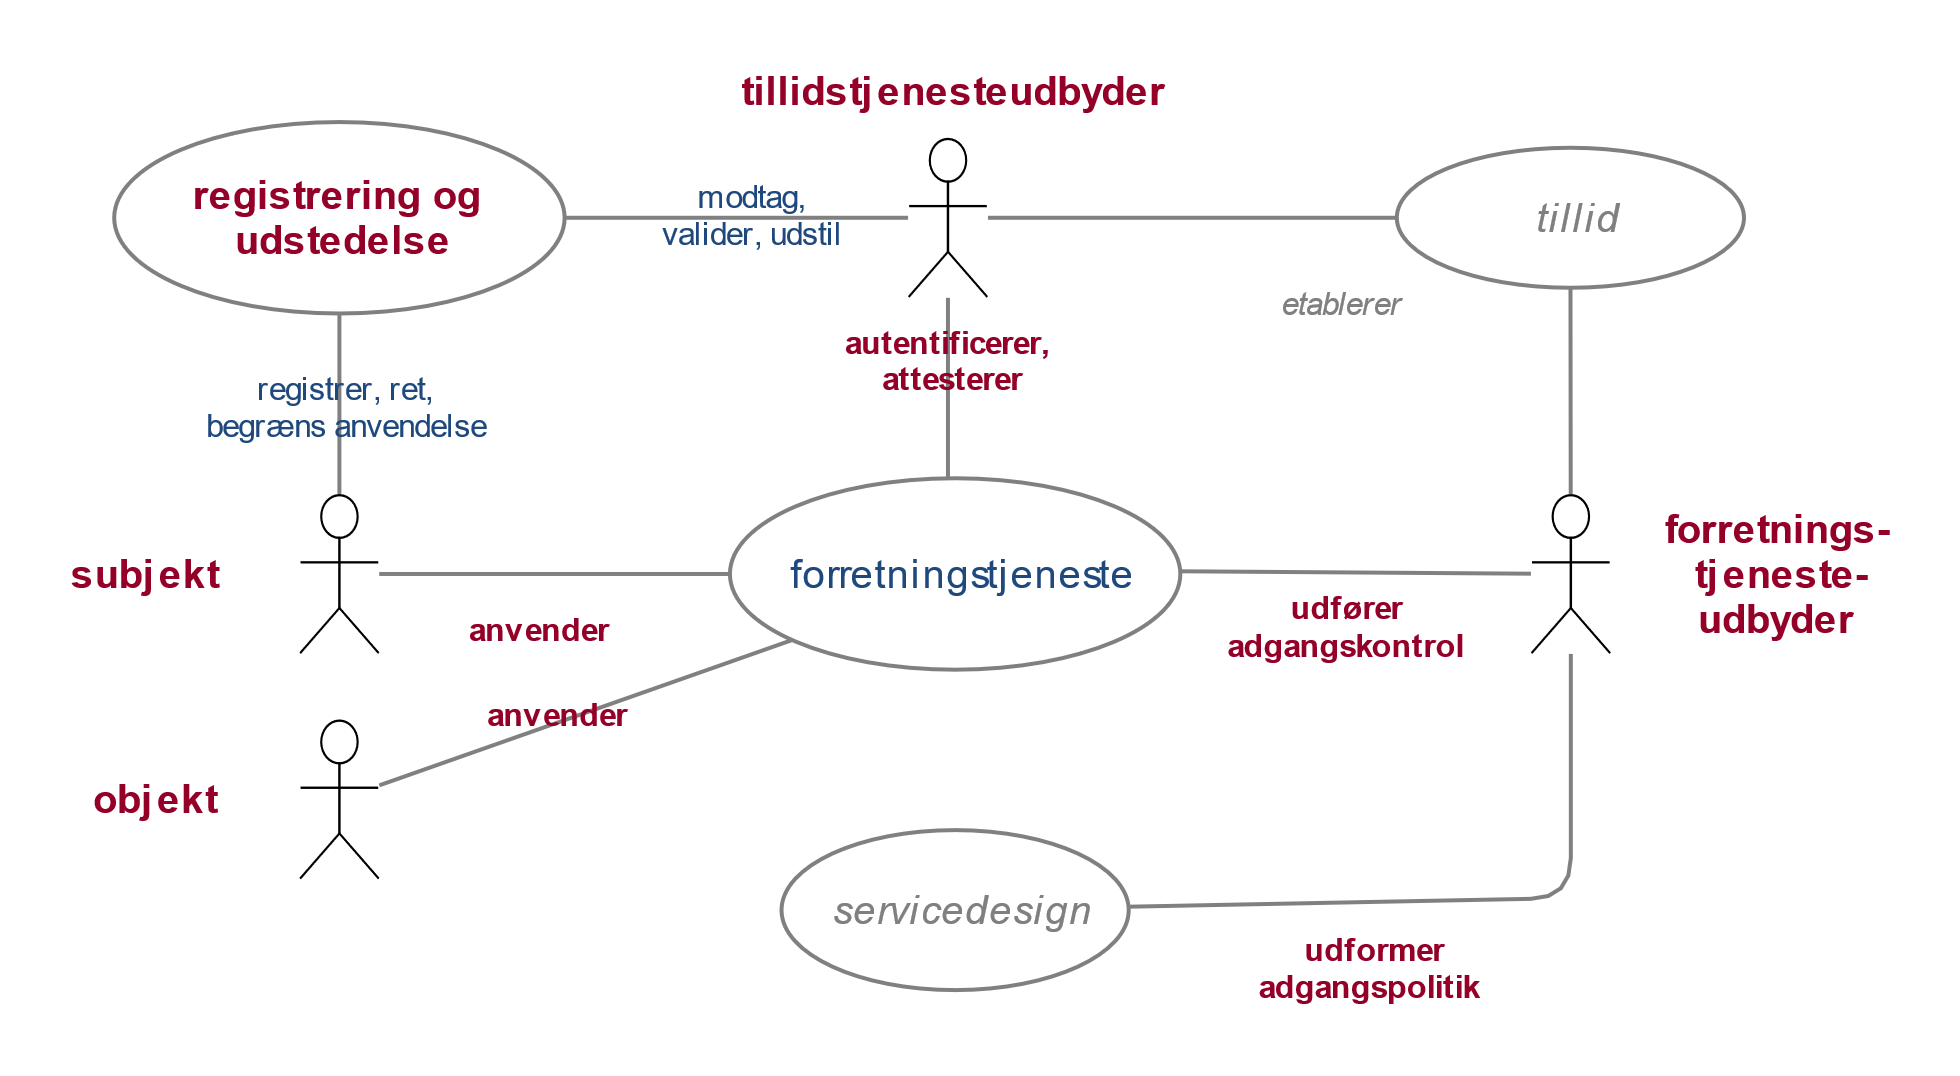 tillidstjenesteudbyder
registrering og
udstedelse
modtag,
valider, udstil
tillid
etablerer
autentificerer,
attesterer
registrer, ret,
begræns anvendelse
subjekt
forretningstjeneste
forretnings-
tjeneste-
udbyder
anvender
udfører
adgangskontrol
anvender
objekt
servicedesign
udformer
adgangspolitik